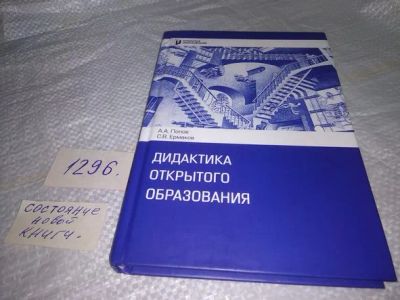 А.А. Попов
С.В. Ермаков
ДИДАКТИКА
ОТКРЫТОГО
ОБРАЗОВАНИЯ
1296.
состояние
новой
книги.